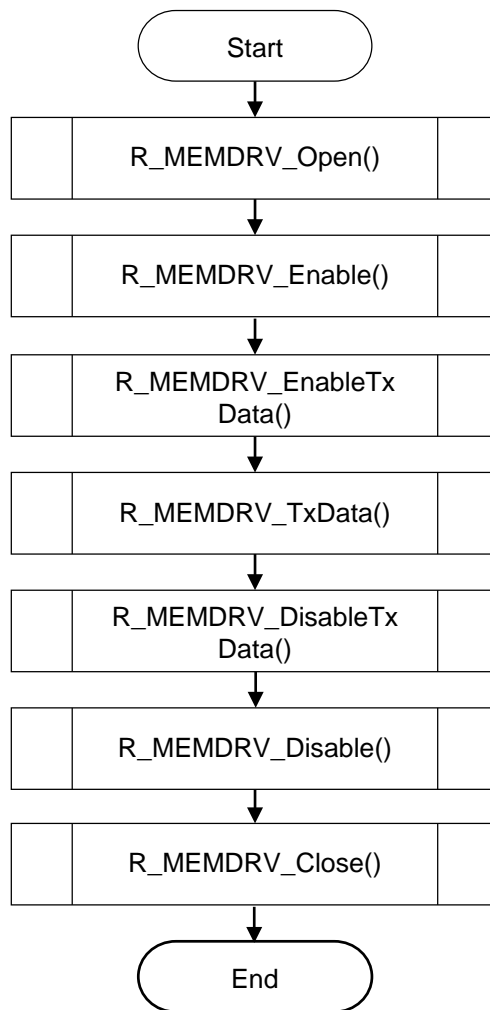 Start
R_MEMDRV_Open()
R_MEMDRV_Enable()
R_MEMDRV_EnableTx
Data()
R_MEMDRV_TxData()
R_MEMDRV_DisableTx
Data()
R_MEMDRV_Disable()
R_MEMDRV_Close()
End